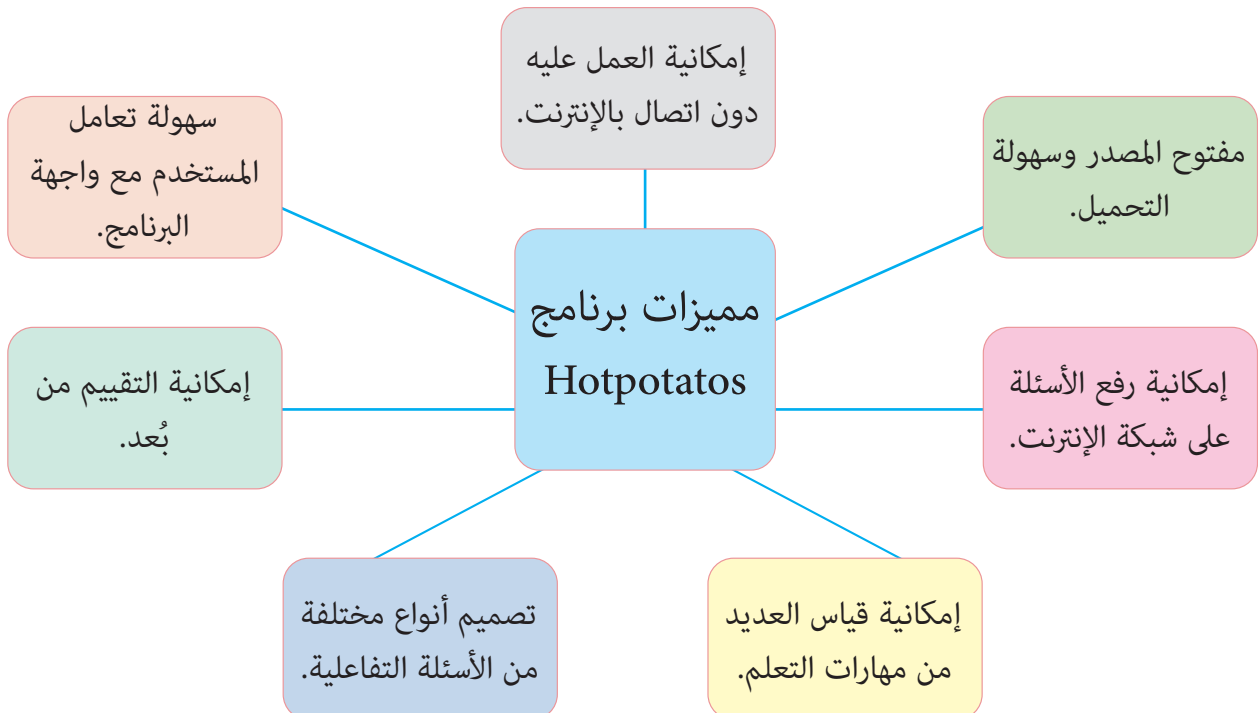 إمكانية العمل عليه
دون اتصال بالإنترنت.
مفتوح المصدر وسهولة
التحميل.
سهولة تعامل
المستخدم مع واجهة
البرنامج.
مميزات برنامج
Hotpotatos
إمكانية رفع الأسئلة
على شبكة الإنترنت.
إمكانية التقييم من
بُعد.
إمكانية قياس العديد
من مهارات التعلم.
تصميم أنواع مختلفة
من الأسئلة التفاعلية.